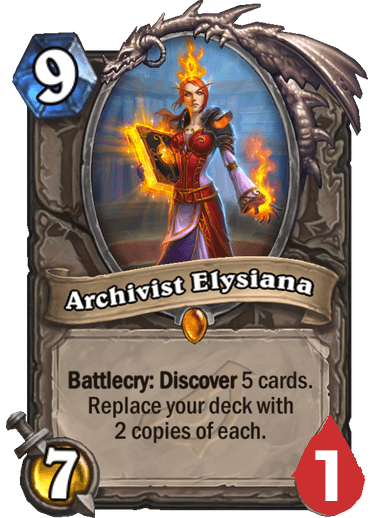 9
Archivist Elysiana
Battlecry: Discover 5 cards.
Replace your deck with
2 copies of each.
7
1